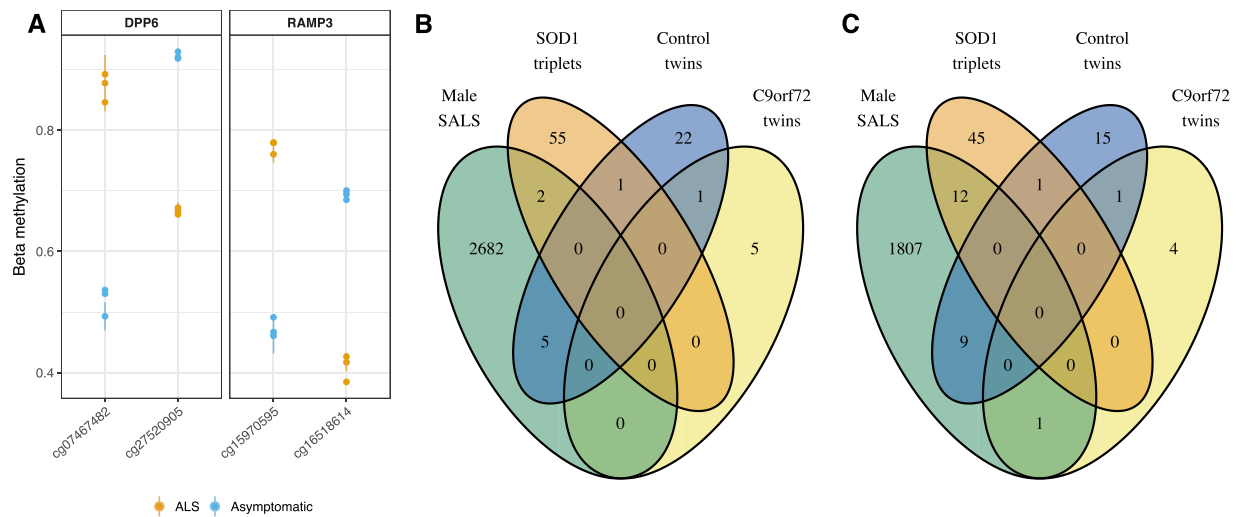 A
DPP6
RAMP3
Beta methylation
0.8
0.6
0.4
cg07467482
cg27520905
cg15970595
cg16518614
ALS
Asymptomatic
B
SOD1
triplets
Control
twins
Male
SALS
C9orf72
twins
55
22
2
1
1
2682
0
0
5
0
5
0
0
0
0
C
SOD1
triplets
Control
twins
Male
SALS
C9orf72
twins
45
15
12
1
1
1807
0
0
4
0
9
0
0
0
1